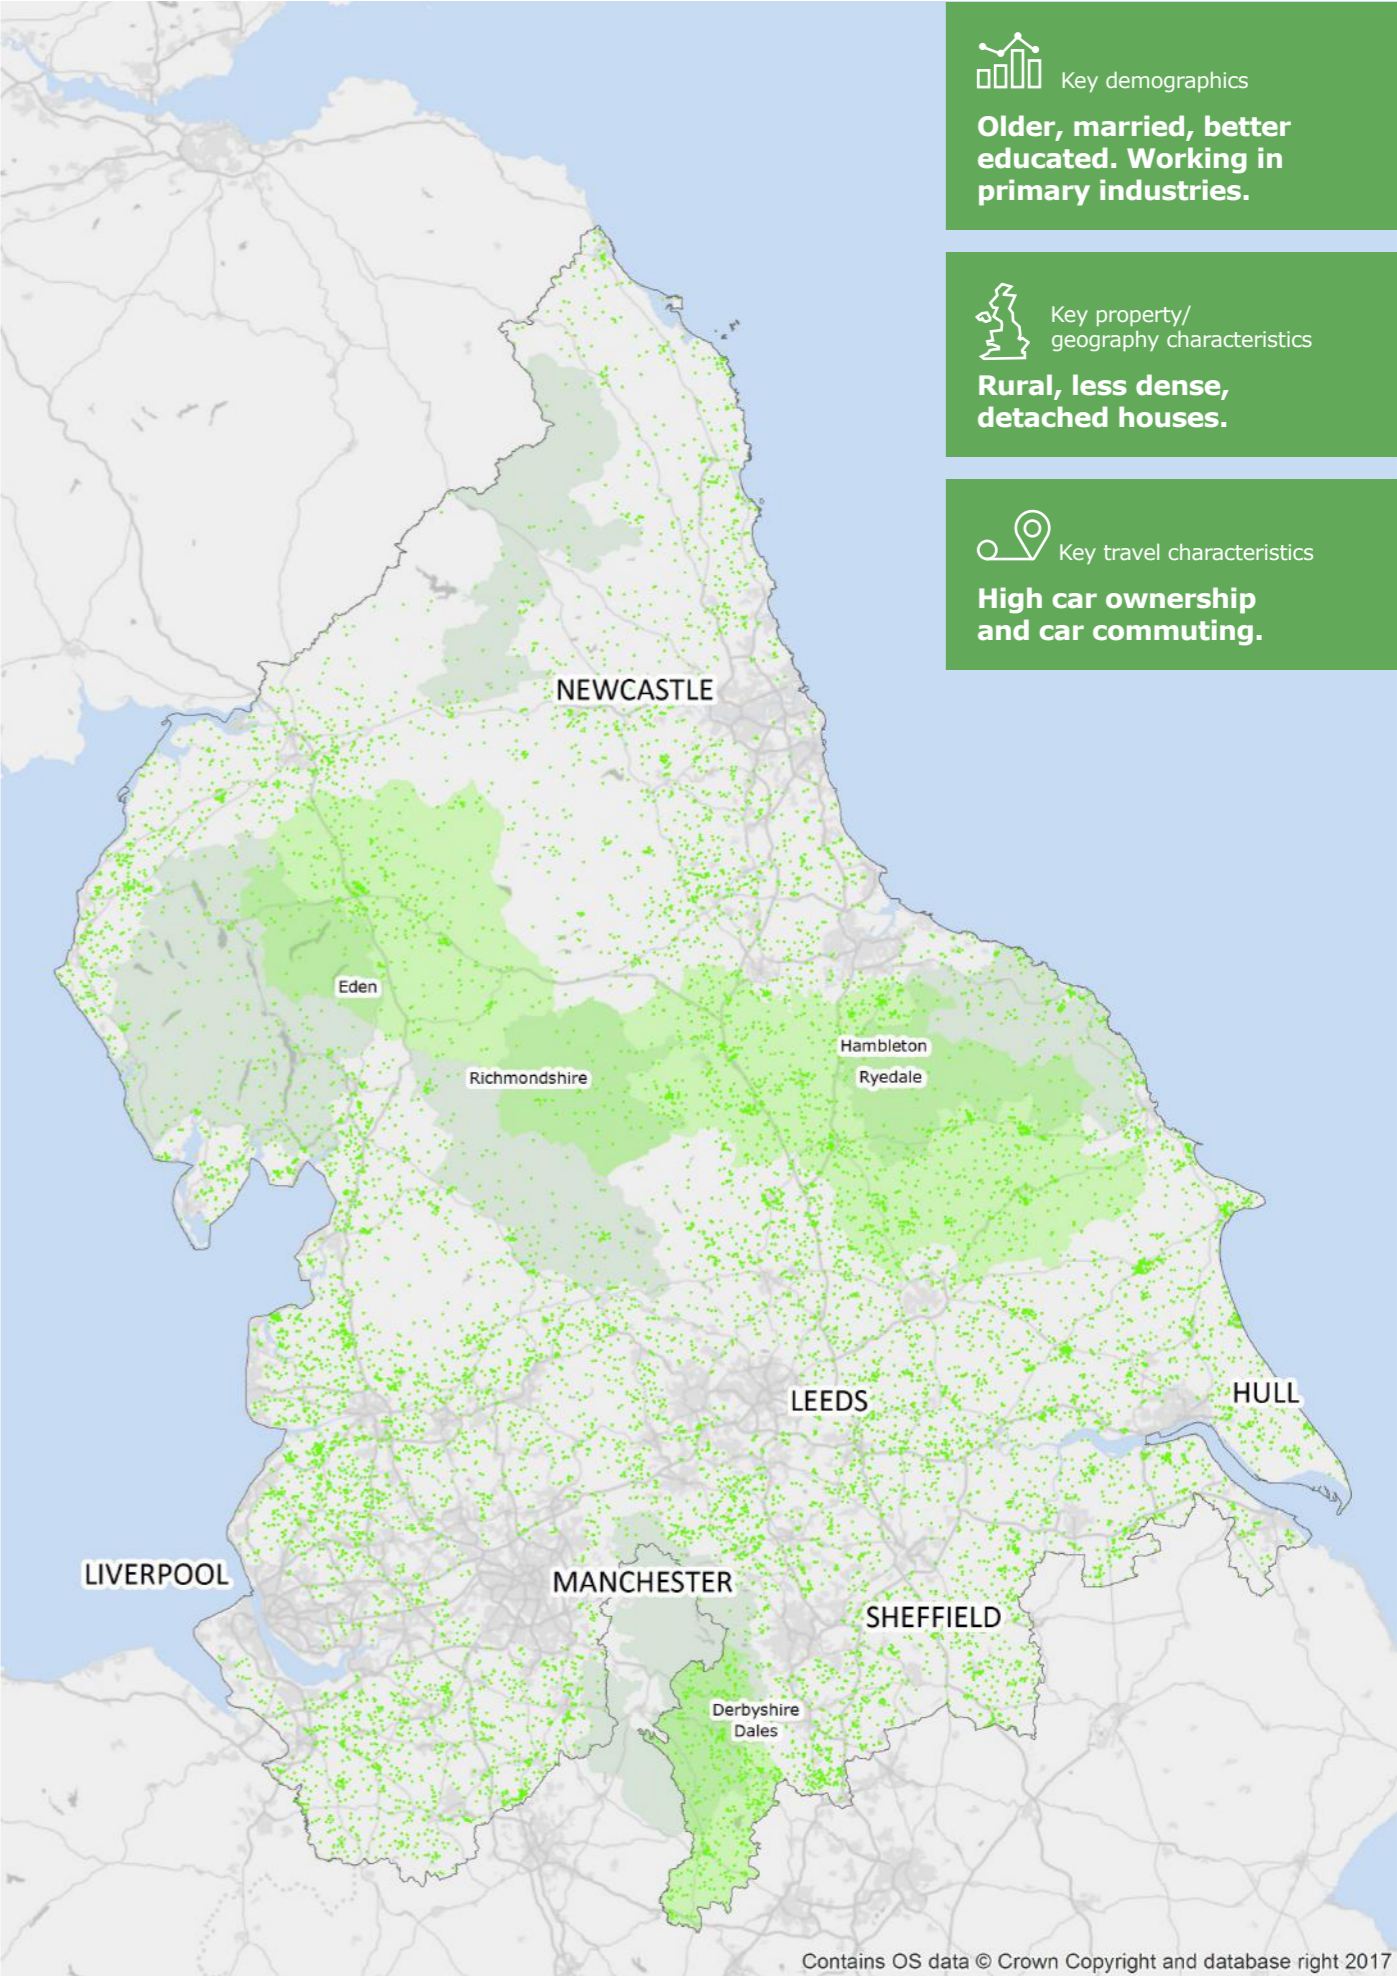 Key demographics
Older, married, better
educated. Working in
primary industries.
Key property/
geography characteristics
Rural, less dense,
detached houses.
Key travel characteristics
High car ownership
and car commuting.
NEWCASTLE
Eden
Hambleton
Richmondshire
Ryedale
LEEDS
HULL
LIVERPOOL
MANCHESTER
SHEFFIELD
Derbyshire
Dales
Contains OS data © Crown Copyright and database right 2017